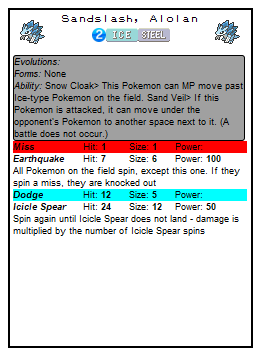 Sandslash, Alolan
2 ICE STEEL
Evolutions:
Forms: None
Ability: Snow Cloak> This Pokemon can MP move past
Ice-type Pokemon on the field. Sand Veil> If this
Pokemon is attacked, it can move under the
opponent's Pokemon to another space next to it. (A
battle does not occur.)
Miss Hit: 1 Size: 1 Power:
Earthquake Hit: 7 Size: 6 Power: 100
All Pokemon on the field spin, except this one. If they
spin a miss, they are knocked out
Dodge Hit: 12 Size: 5 Power:
Icicle Spear Hit: 24 Size: 12 Power: 50
Spin again until Icicle Spear does not land - damage is
multiplied by the number of Icicle Spear spins